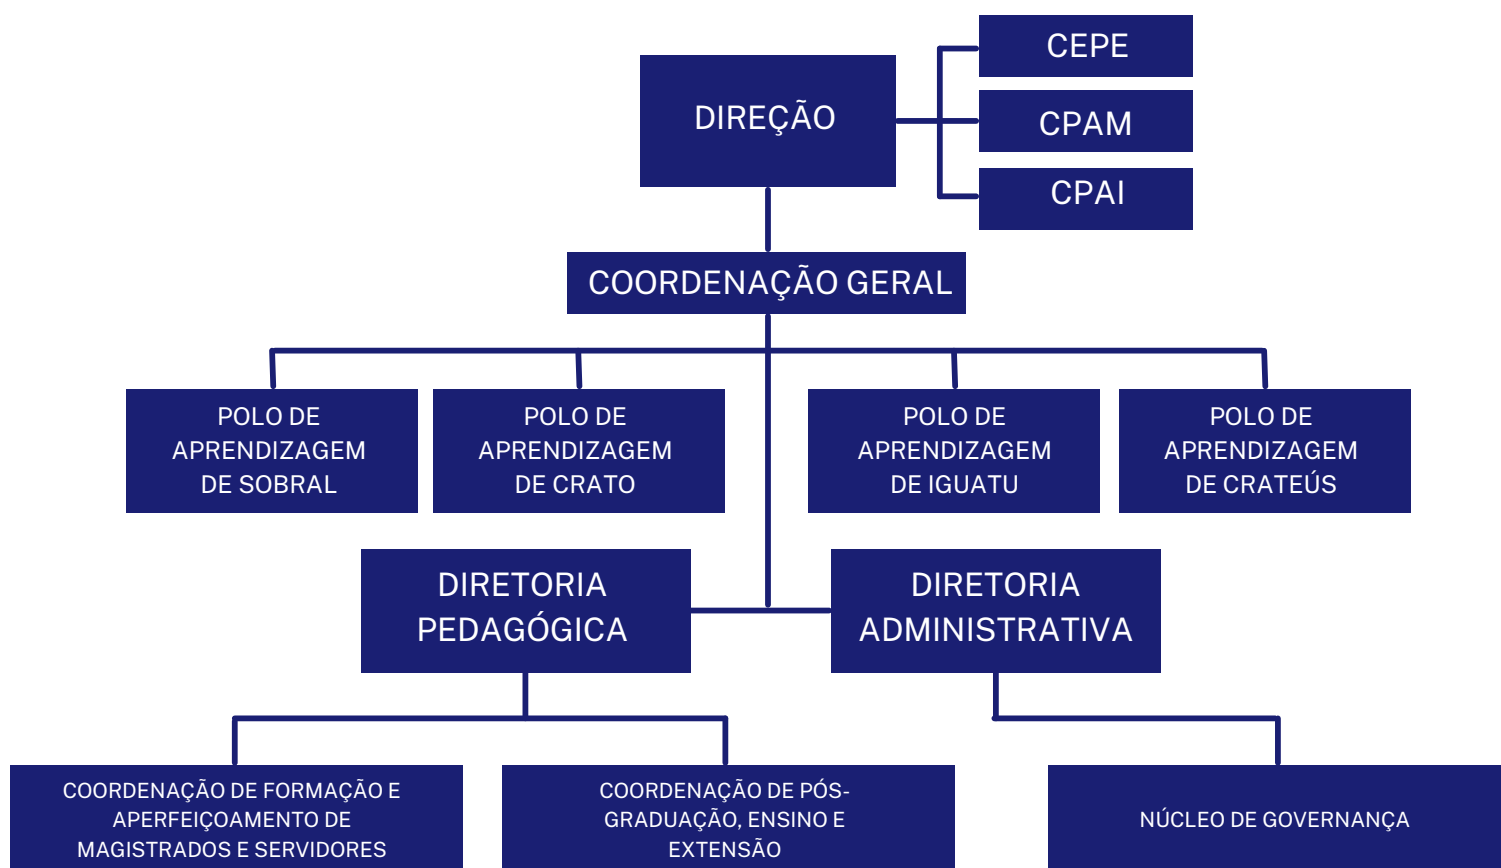 CEPE
DIREÇÃO
CPAM
CPAI
COORDENAÇÃO GERAL
POLO DE
APRENDIZAGEM
DE SOBRAL
POLO DE
APRENDIZAGEM
DE CRATO
POLO DE
APRENDIZAGEM
DE IGUATU
POLO DE
APRENDIZAGEM
DE CRATEÚS
DIRETORIA
PEDAGÓGICA
DIRETORIA
ADMINISTRATIVA
COORDENAÇÃO DE FORMAÇÃO E
APERFEIÇOAMENTO DE
MAGISTRADOS E SERVIDORES
COORDENAÇÃO DE PÓS-
GRADUAÇÃO, ENSINO E
EXTENSÃO
NÚCLEO DE GOVERNANÇA